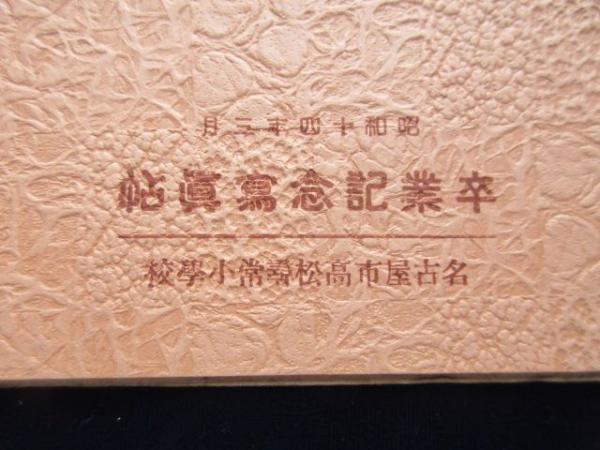 昭和十四年三月
卒業記念寫眞帖
名古屋市高松尋常小學校